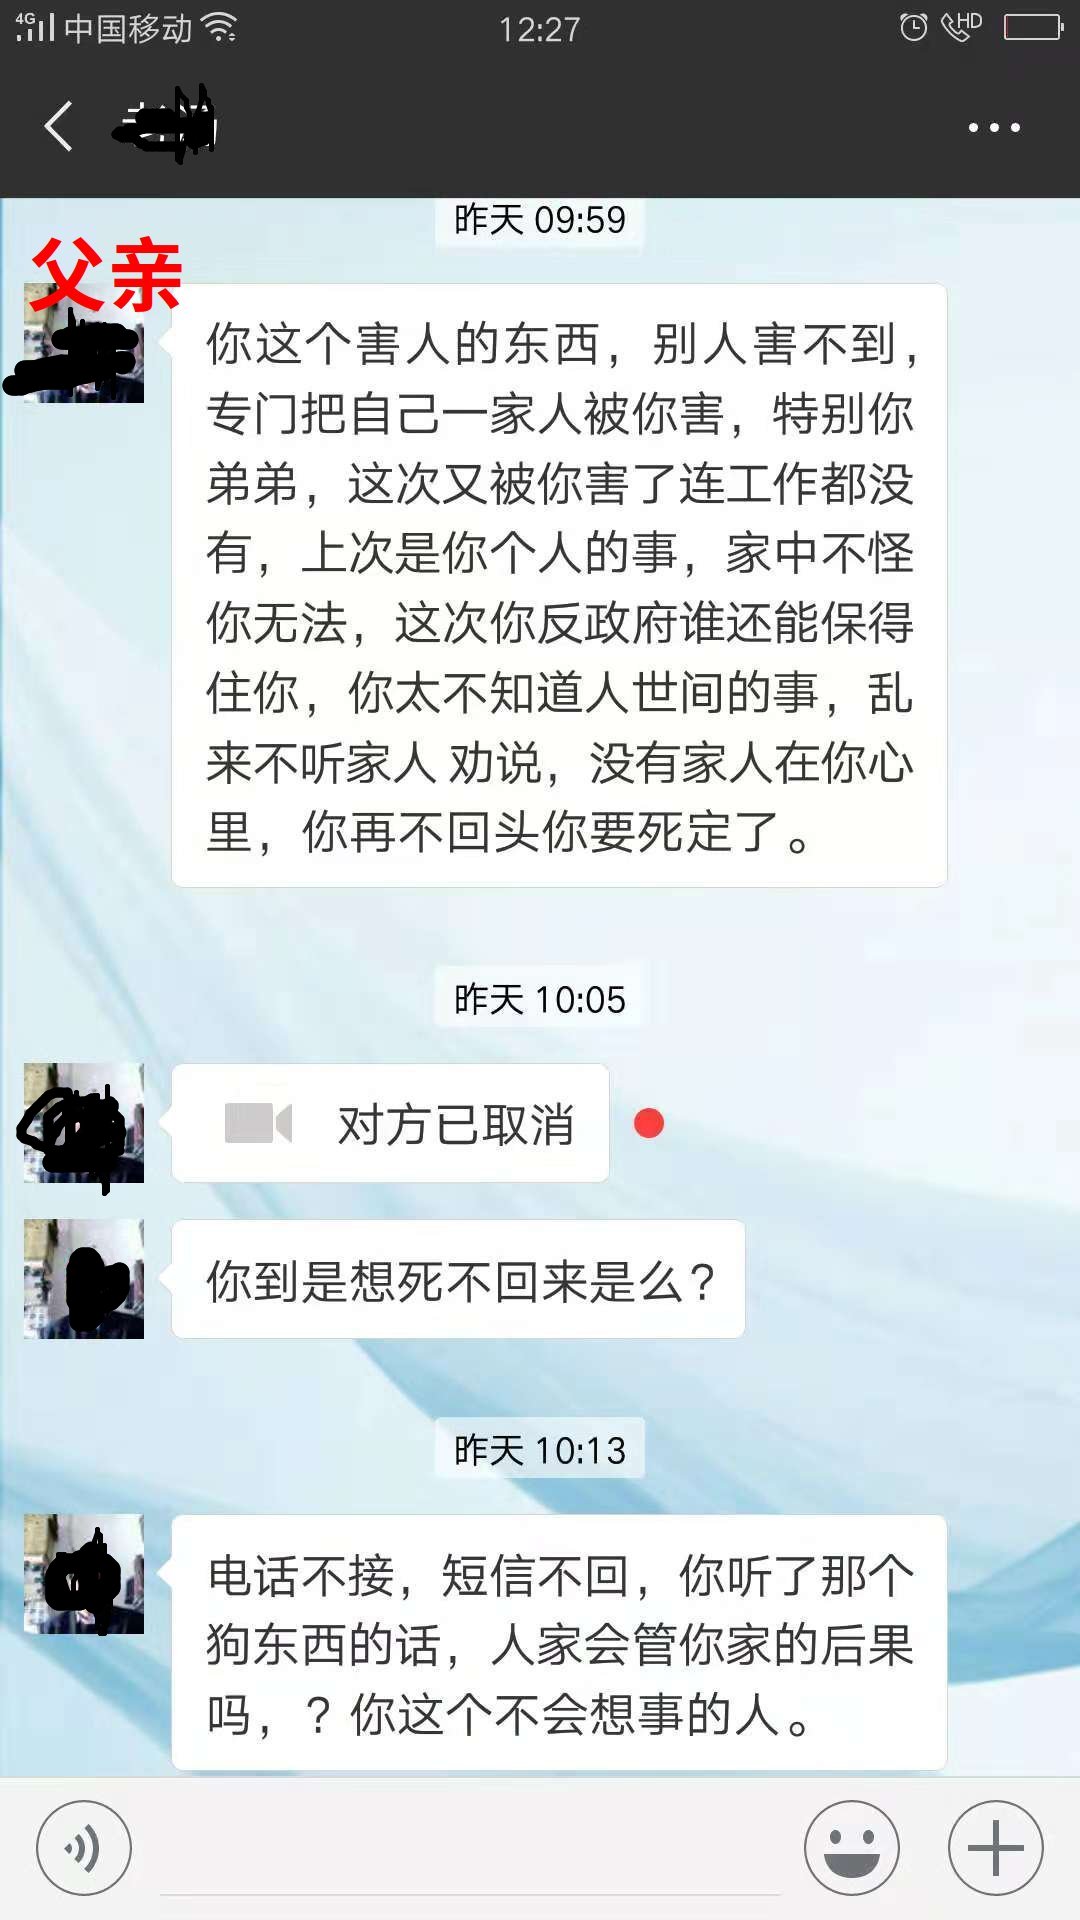 4G 中国移动 12:27 HD
昨天 09:59
父亲
你这个害人的东西，别人害不到，
专门把自己一家人被你害，特别你
弟弟，这次又被你害了连工作都没
有，上次是你个人的事，家中不怪
你无法，这次你反政府谁还能保得
住你，你太不知道人世间的事，乱
来不听家人 劝说，没有家人在你心
里，你再不回头你要死定了。
昨天 10:05
对方已取消
你到是想死不回来是么?
昨天 10:13
电话不接，短信不回，你听了那个
狗东西的话，人家会管你家的后果
吗，？你这个不会想事的人。